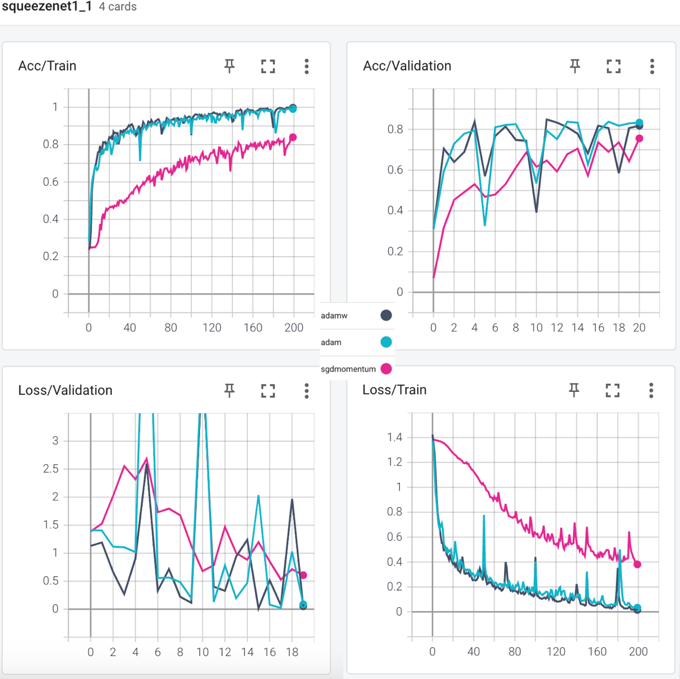 squeezenet1_1 4 cards
Acc/Train
1
0.8
0.6
0.4
0.2
0
0 40 80 120 160 200
Acc/Validation
0.8
0.6
0.4
0.2
0
0 2 4 6 8 10 12 14 16 18 20
adamw
adam
sgdmomentum
Loss/Validation
3
2.5
2
1.5
1
0.5
0
0 2 4 6 8 10 12 14 16 18
Loss/Train
1.4
1.2
1
0.8
0.6
0.4
0.2
0
0 40 80 120 160 200